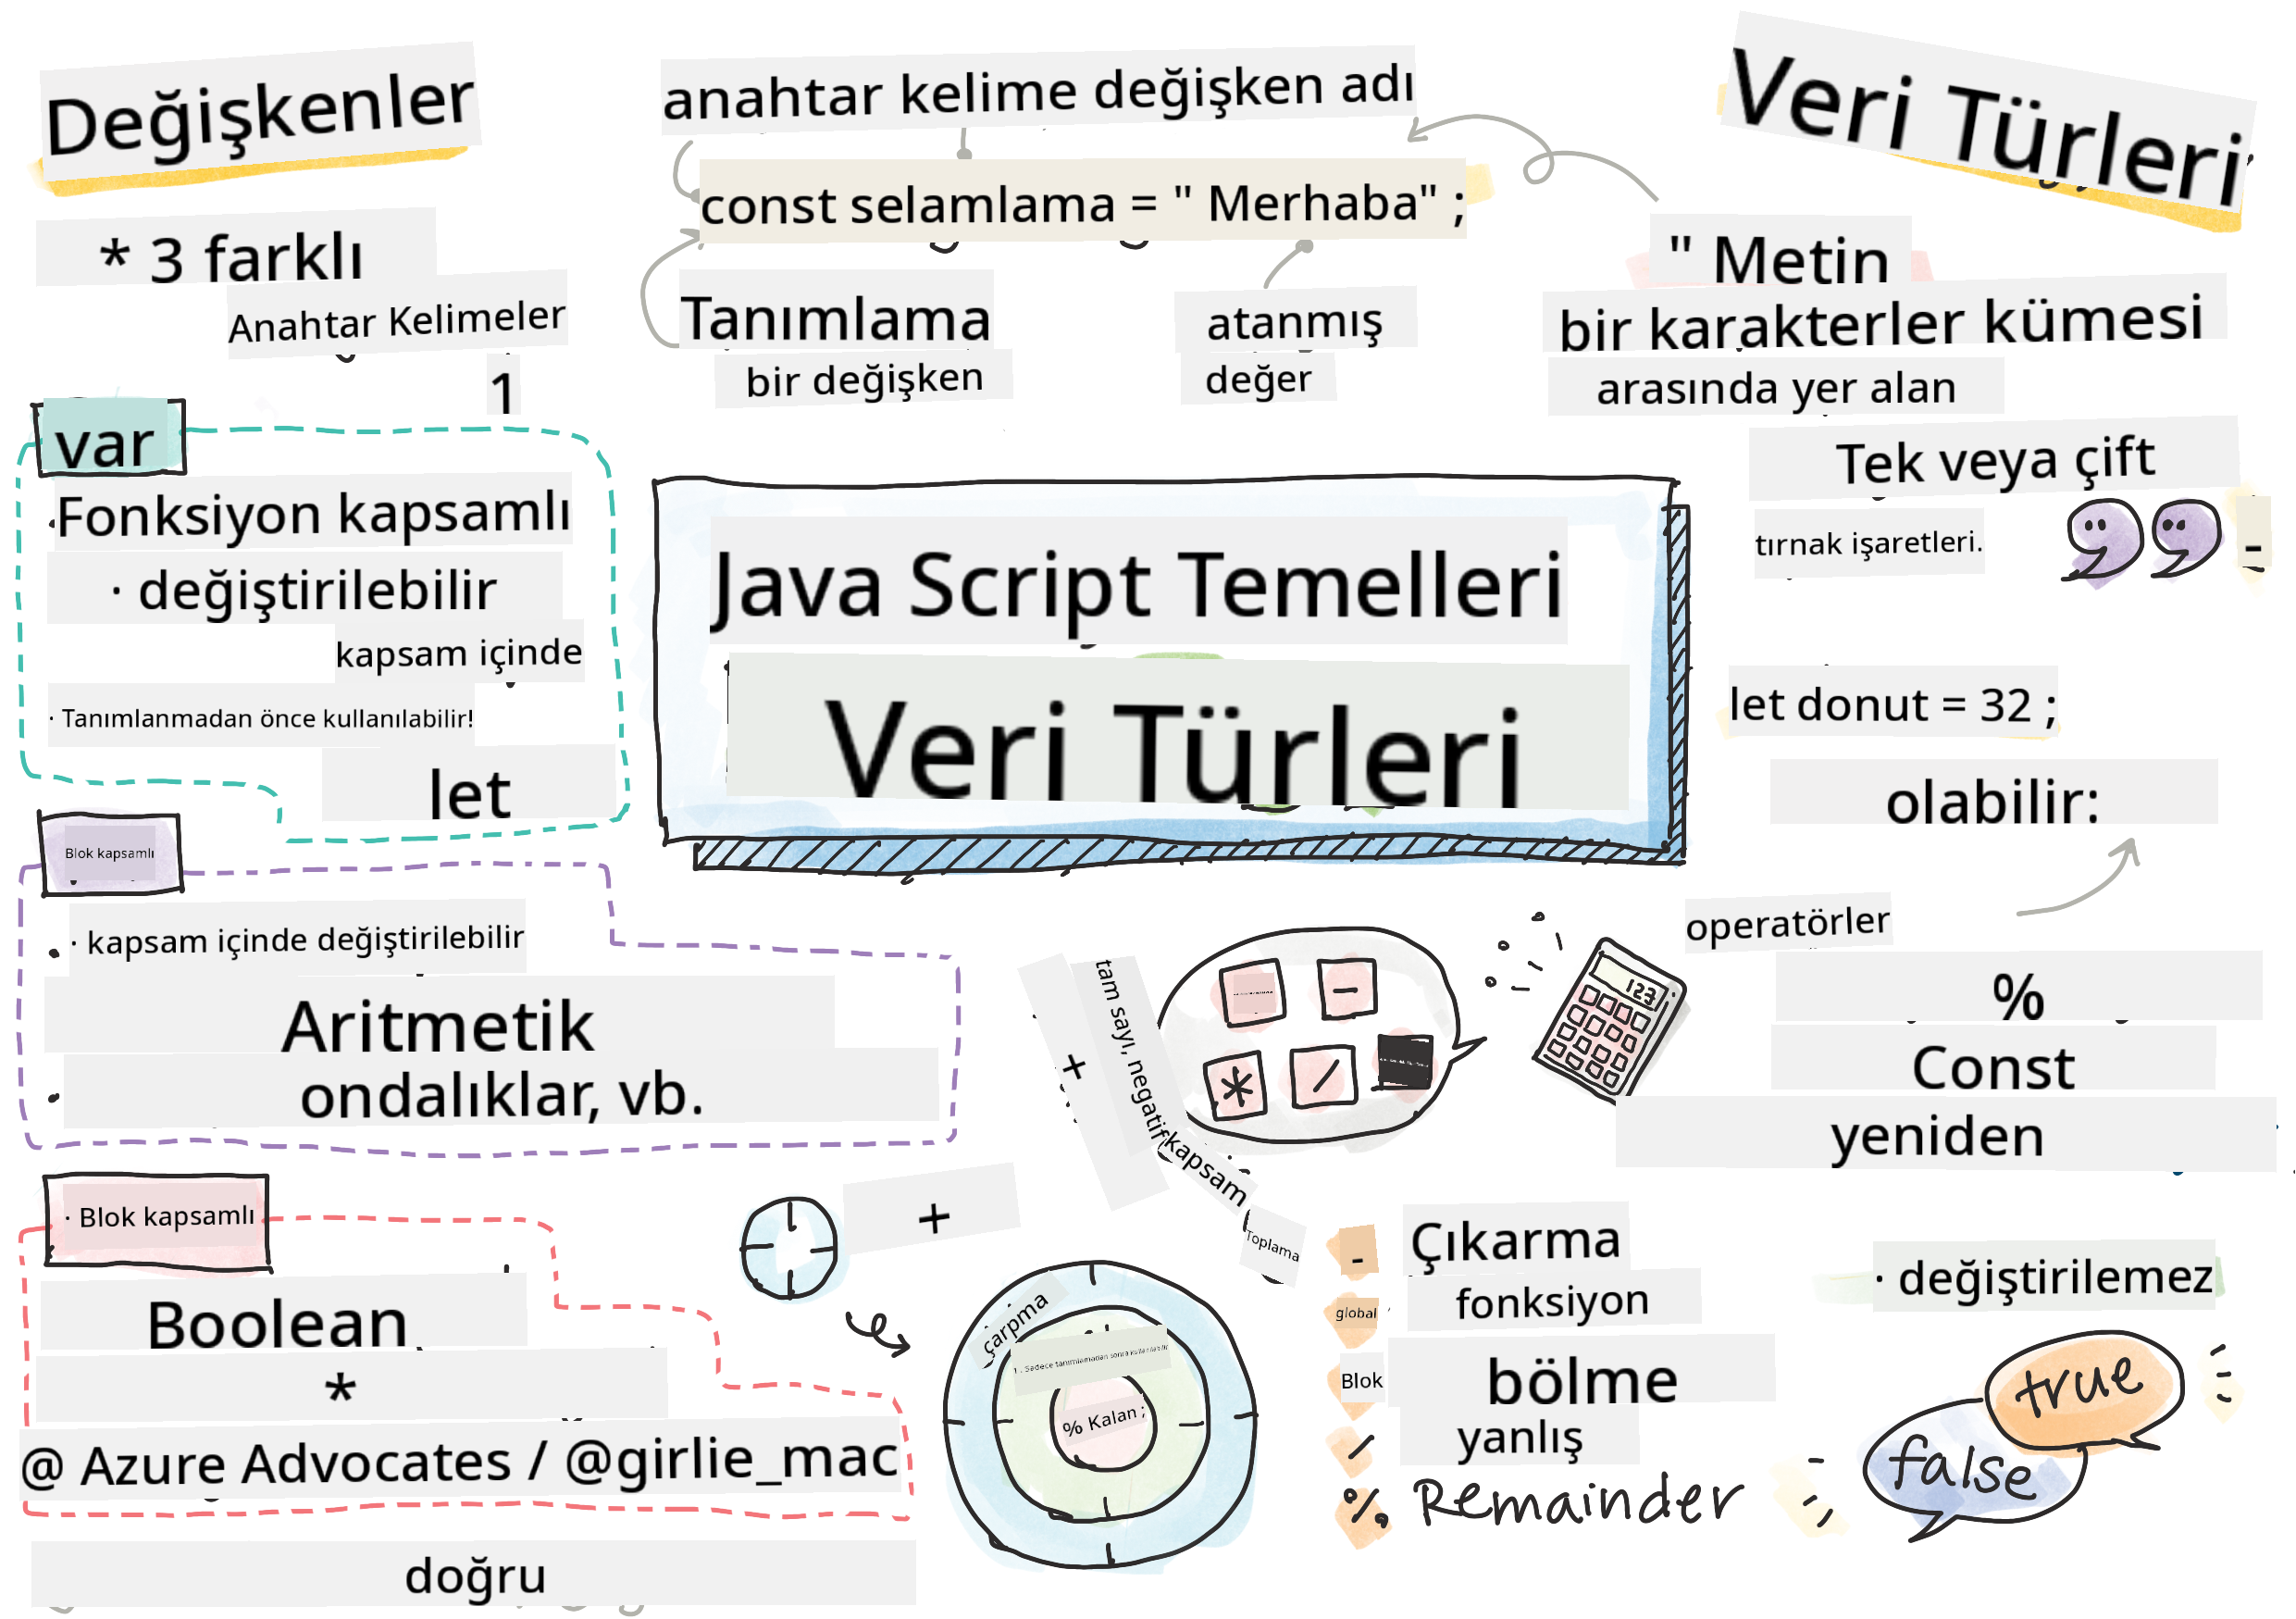 Değişkenler
* 3 farklı
Anahtar Kelimeler
1
var
Fonksiyon kapsamlı
· değiştirilebilir
kapsam içinde
· Tanımlanmadan önce kullanılabilir!
let
Blok kapsamlı
· kapsam içinde değiştirilebilir
Aritmetik
ondalıklar, vb.
· Blok kapsamlı
Boolean
*
@ Azure Advocates / @girlie_mac
doğru
anahtar kelime değişken adı
const selamlama = " Merhaba" ;
Tanımlama
bir değişken
atanmış
değer
Java Script Temelleri
Veri Türleri
+
tam sayı, negatif
kapsam
Toplama
+
çarpma
1 . Sadece tanımlamadan sonra kullanılabilir
% Kalan ;
−
*
/
123
Veri Türleri
" Metin
bir karakterler kümesi
arasında yer alan
Tek veya çift
tırnak işaretleri.
-
let donut = 32 ;
olabilir:
operatörler
%
Const
yeniden
- Çıkarma
global fonksiyon
Blok bölme
/ yanlış
% Remainder
· değiştirilemez
true
false